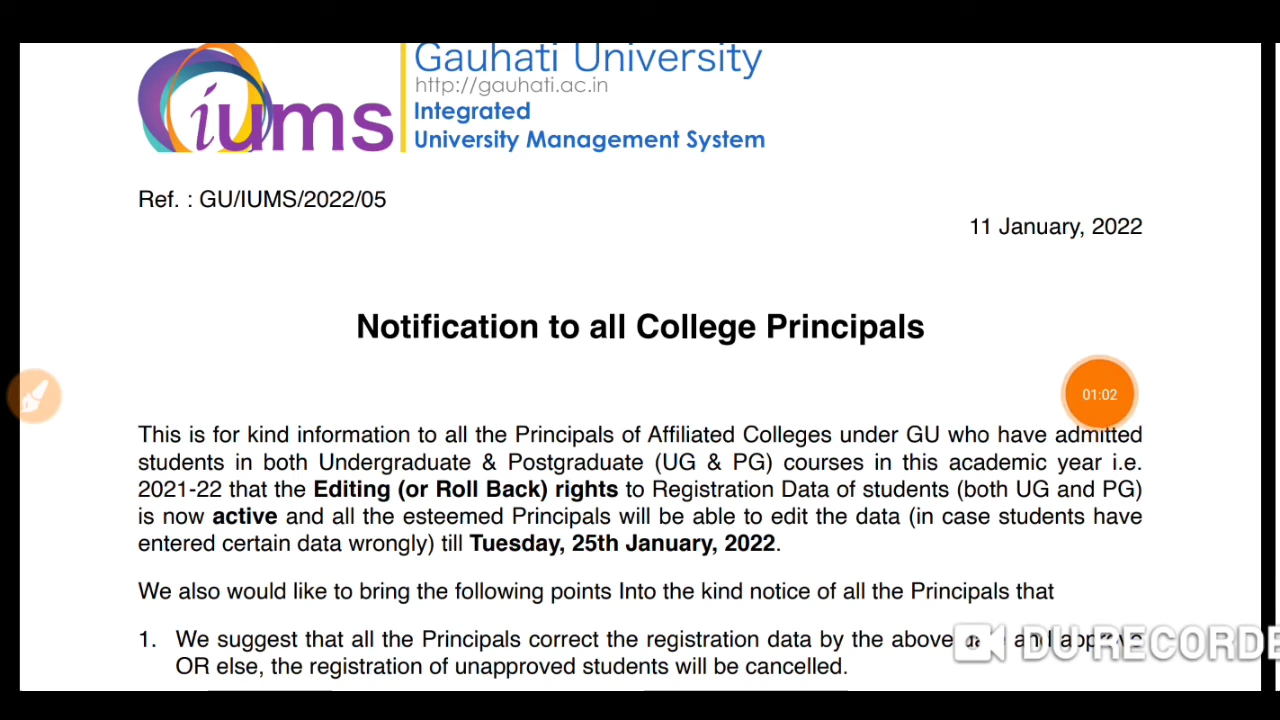 Gauhati University
http://gauhati.ac.in
iums
Integrated
University Management System
Ref. : GU/IUMS/2022/05
11 January, 2022
Notification to all College Principals
01:02
This is for kind information to all the Principals of Affiliated Colleges under GU who have admitted
students in both Undergraduate & Postgraduate (UG & PG) courses in this academic year i.e.
2021-22 that the Editing (or Roll Back) rights to Registration Data of students (both UG and PG)
is now active and all the esteemed Principals will be able to edit the data (in case students have
entered certain data wrongly) till Tuesday, 25th January, 2022.
We also would like to bring the following points Into the kind notice of all the Principals that
1. We suggest that all the Principals correct the registration data by the above and approve
DU RECORDE
OR else, the registration of unapproved students will be cancelled.